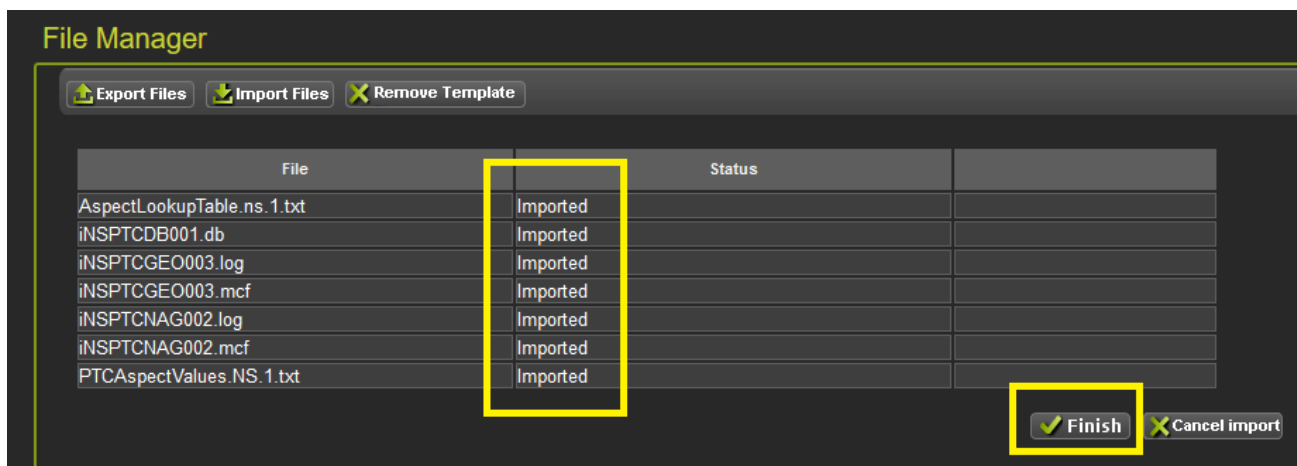 File Manager
Export Files Import Files Remove Template
File Status
AspectLookupTable.ns.1.txt Imported
iNSPTCDB001.db Imported
iNSPTCGEO003.log Imported
iNSPTCGEO003.mcf Imported
iNSPTCNAG002.log Imported
iNSPTCNAG002.mcf Imported
PTCAspectValues.NS.1.txt Imported
Finish Cancel import